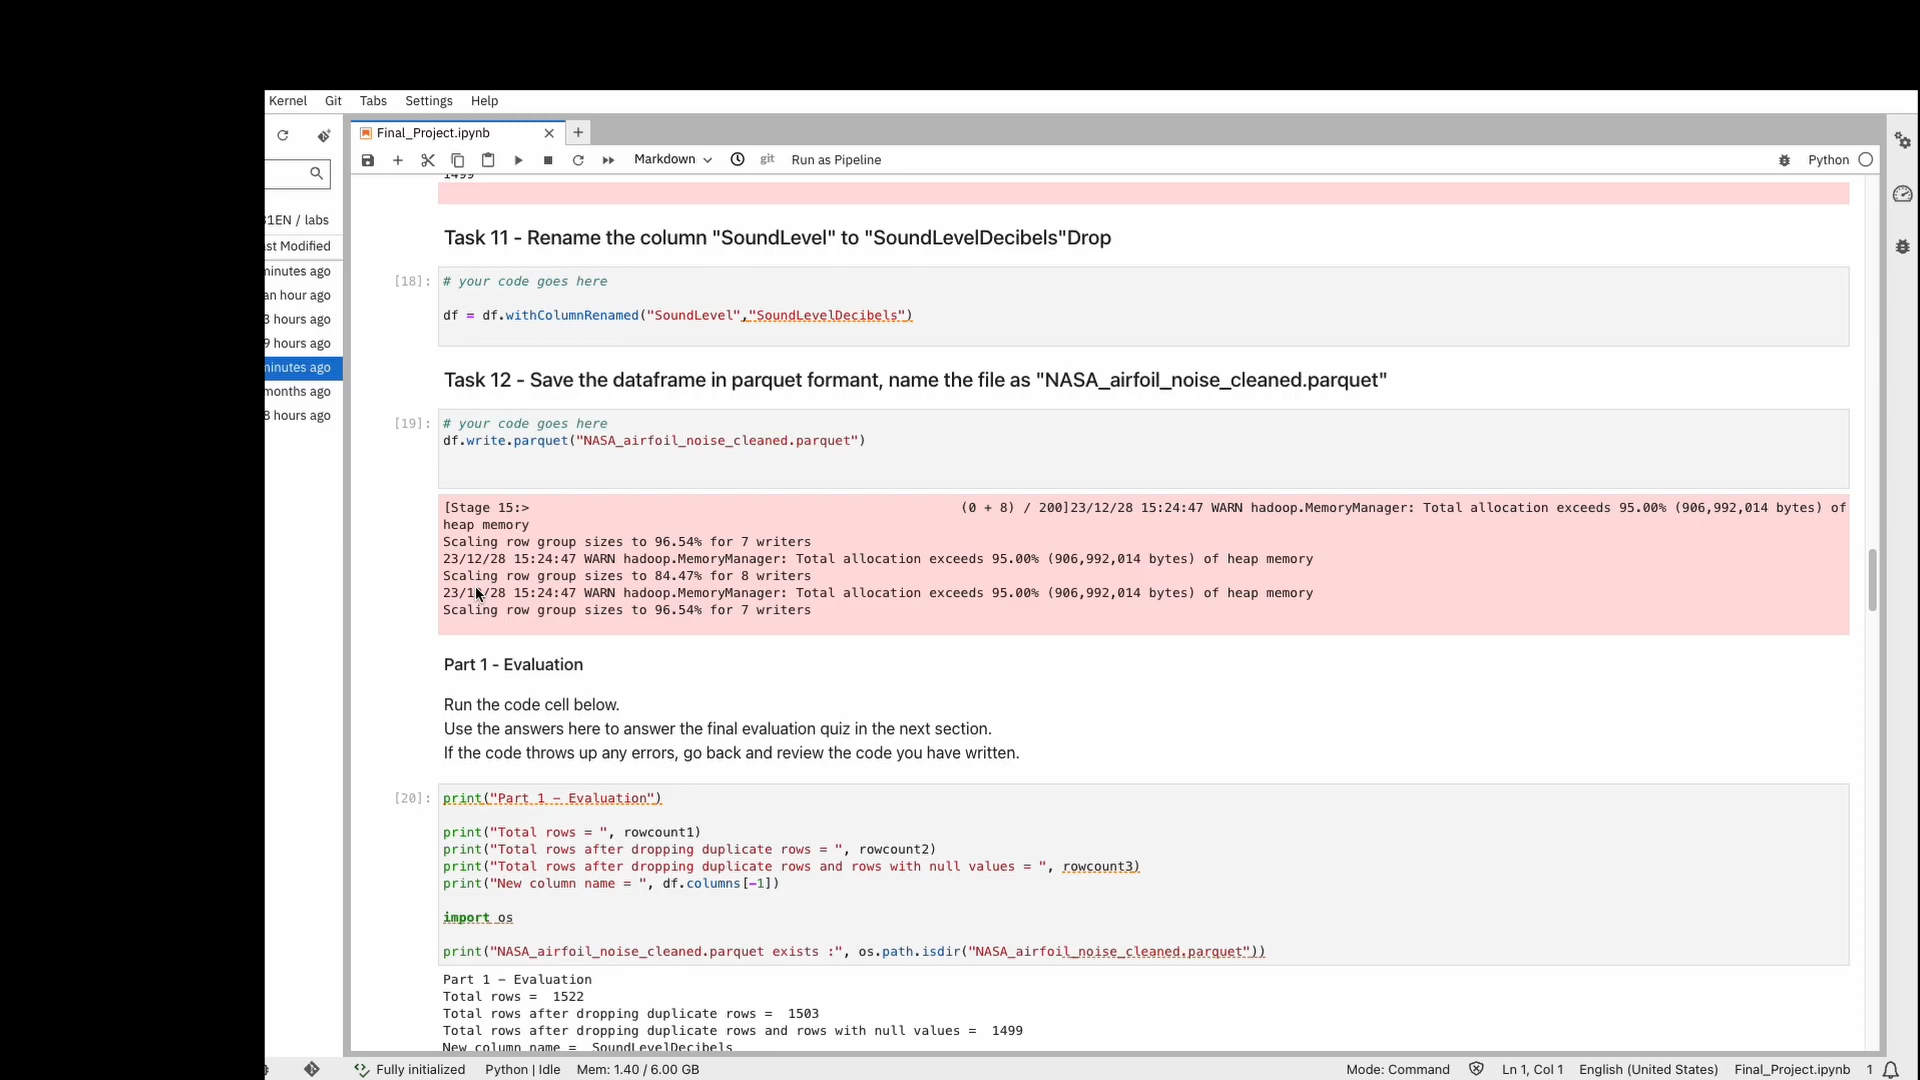 Kernel Git Tabs Settings Help
Final_Project.ipynb
Markdown git Run as Pipeline Python
1499
1EN / labs
st Modified
minutes ago
an hour ago
3 hours ago
9 hours ago
minutes ago
months ago
8 hours ago
Task 11 - Rename the column "SoundLevel" to "SoundLevelDecibels"Drop
[18]:
# your code goes here
df = df.withColumnRenamed("SoundLevel","SoundLevelDecibels")
Task 12 - Save the dataframe in parquet formant, name the file as "NASA_airfoil_noise_cleaned.parquet"
[19]:
# your code goes here
df.write.parquet("NASA_airfoil_noise_cleaned.parquet")
[Stage 15:> (0 + 8) / 200]23/12/28 15:24:47 WARN hadoop.MemoryManager: Total allocation exceeds 95.00% (906,992,014 bytes) of
heap memory
Scaling row group sizes to 96.54% for 7 writers
23/12/28 15:24:47 WARN hadoop.MemoryManager: Total allocation exceeds 95.00% (906,992,014 bytes) of heap memory
Scaling row group sizes to 84.47% for 8 writers
23/12/28 15:24:47 WARN hadoop.MemoryManager: Total allocation exceeds 95.00% (906,992,014 bytes) of heap memory
Scaling row group sizes to 96.54% for 7 writers
Part 1 - Evaluation
Run the code cell below.
Use the answers here to answer the final evaluation quiz in the next section.
If the code throws up any errors, go back and review the code you have written.
[20]:
print("Part 1 - Evaluation")
print("Total rows = ", rowcount1)
print("Total rows after dropping duplicate rows = ", rowcount2)
print("Total rows after dropping duplicate rows and rows with null values = ", rowcount3)
print("New column name = ", df.columns[-1])
import os
print("NASA_airfoil_noise_cleaned.parquet exists :", os.path.isdir("NASA_airfoil_noise_cleaned.parquet"))
Part 1 - Evaluation
Total rows =  1522
Total rows after dropping duplicate rows =  1503
Total rows after dropping duplicate rows and rows with null values =  1499
New column name =  SoundLevelDecibels
Fully initialized Python | Idle Mem: 1.40 / 6.00 GB Mode: Command Ln 1, Col 1 English (United States) Final_Project.ipynb 1